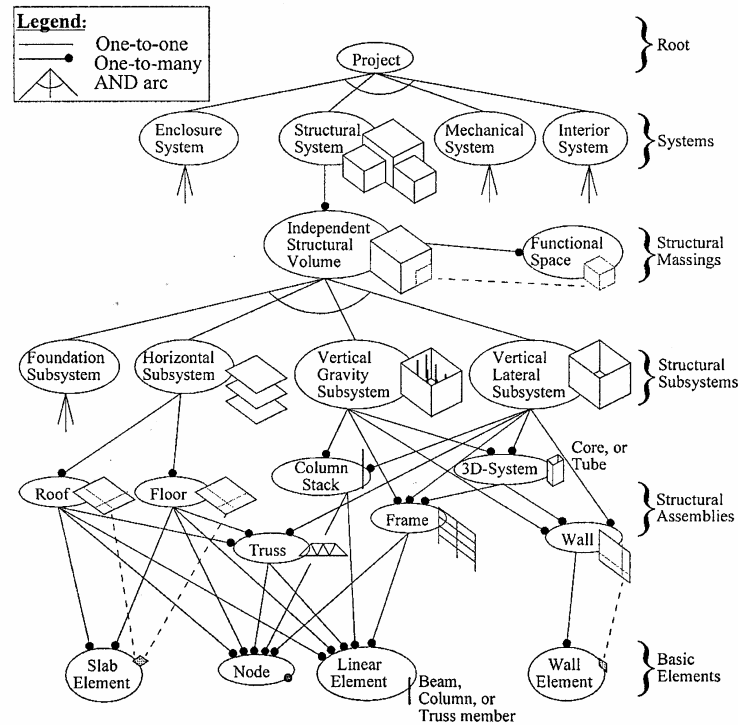 Legend:
One-to-one
One-to-many
AND arc
Project
Root
Enclosure
System
Structural
System
Mechanical
System
Interior
System
Systems
Independent
Structural
Volume
Functional
Space
Structural
Massings
Foundation
Subsystem
Horizontal
Subsystem
Vertical
Gravity
Subsystem
Vertical
Lateral
Subsystem
Structural
Subsystems
Column
Stack
3D-System
Core, or
Tube
Roof
Floor
Truss
Frame
Wall
Structural
Assemblies
Slab
Element
Node
Linear
Element
Beam,
Column, or
Truss member
Wall
Element
Basic
Elements